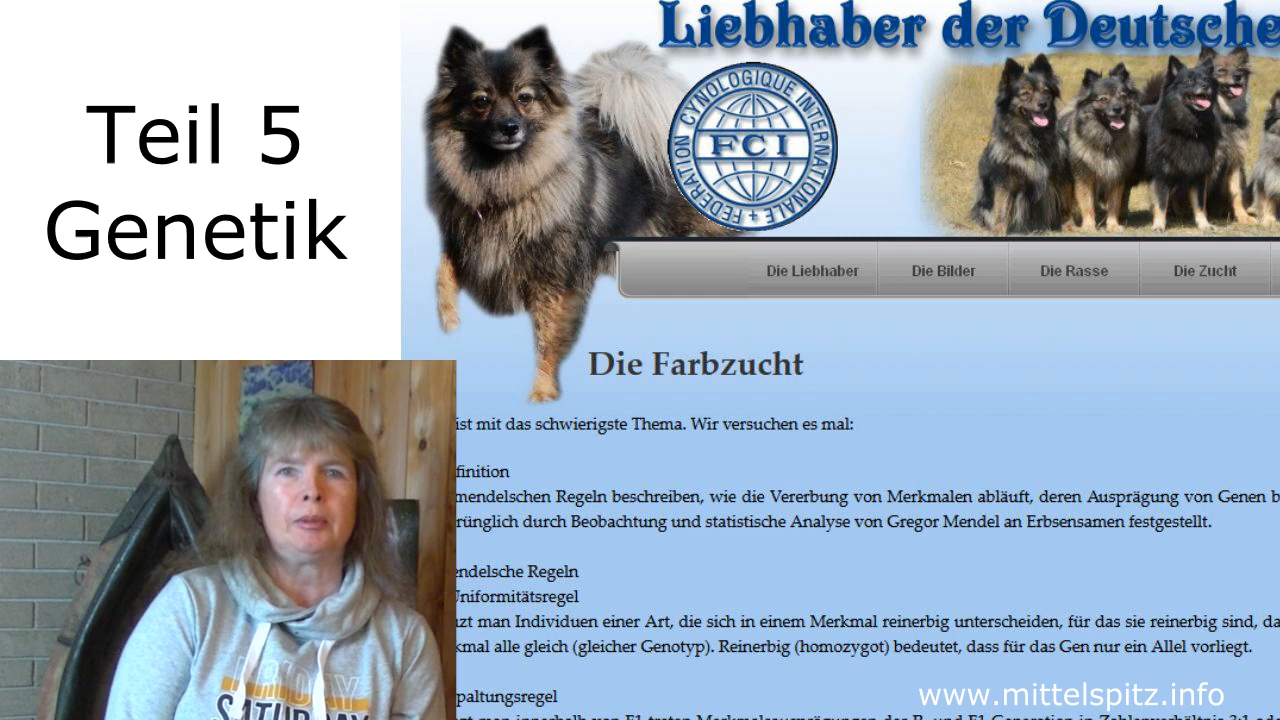 Teil 5
Genetik
Liebhaber der Deutsche
FEDERATION CYNOLOGIQUE INTERNATIONALE
FCI
Die Liebhaber Die Bilder Die Rasse Die Zucht
Die Farbzucht
ist mit das schwierigste Thema. Wir versuchen es mal:
finition
mendelschen Regeln beschreiben, wie die Vererbung von Merkmalen abläuft, deren Ausprägung von Genen b
rünglich durch Beobachtung und statistische Analyse von Gregor Mendel an Erbsensamen festgestellt.
endelsche Regeln
Uniformitätsregel
zt man Individuen einer Art, die sich in einem Merkmal reinerbig unterscheiden, für das sie reinerbig sind, da
kmal alle gleich (gleicher Genotyp). Reinerbig (homozygot) bedeutet, dass für das Gen nur ein Allel vorliegt.
paltungsregel
www.mittelspitz.info
SATURDAY